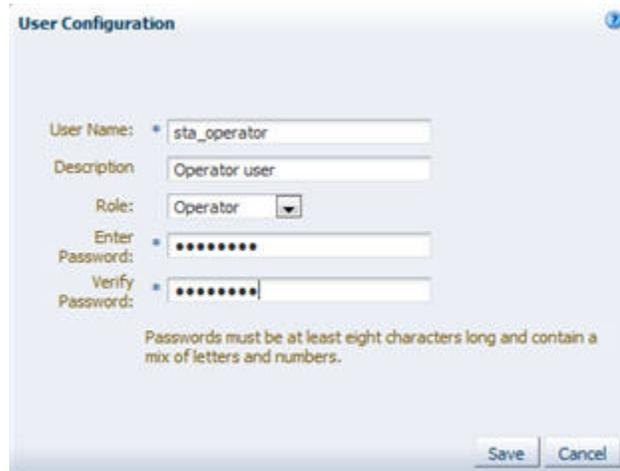 User Configuration
User Name: * sta_operator
Description Operator user
Role: Operator
Enter
Password: * ••••••••
Verify
Password: * ••••••••
Passwords must be at least eight characters long and contain a
mix of letters and numbers.
Save Cancel